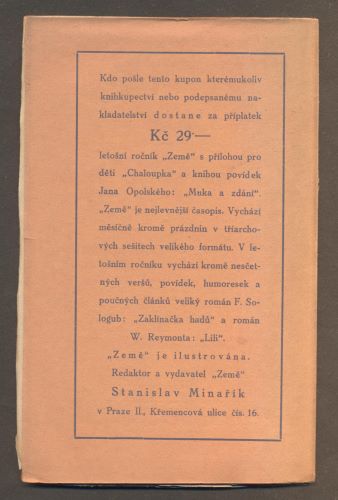 Kdo pošle tento kupon kterémukoliv
knihkupectví nebo podepsanému na-
kladatelství dostane za příplatek
Kč 29·—
letošní ročník „Země“ s přílohou pro
děti „Chaloupka“ a knihou povídek
Jana Opolského: „Muka a zdání“.
„Země“ je nejlevnější časopis. Vychází
měsíčně kromě prázdnin v tříarcho-
vých sešitech velikého formátu. V le-
tošním ročníku vychází kromě nesčet-
ných veršů, povídek, humoresek a
poučných článků veliký román F. So-
logub: „Zaklínačka hadů“ a román
W. Reymonta: „Lili“.
„Země“ je ilustrována.
Redaktor a vydavatel „Země“
Stanislav Minařík
v Praze II., Křemencová ulice čís. 16.